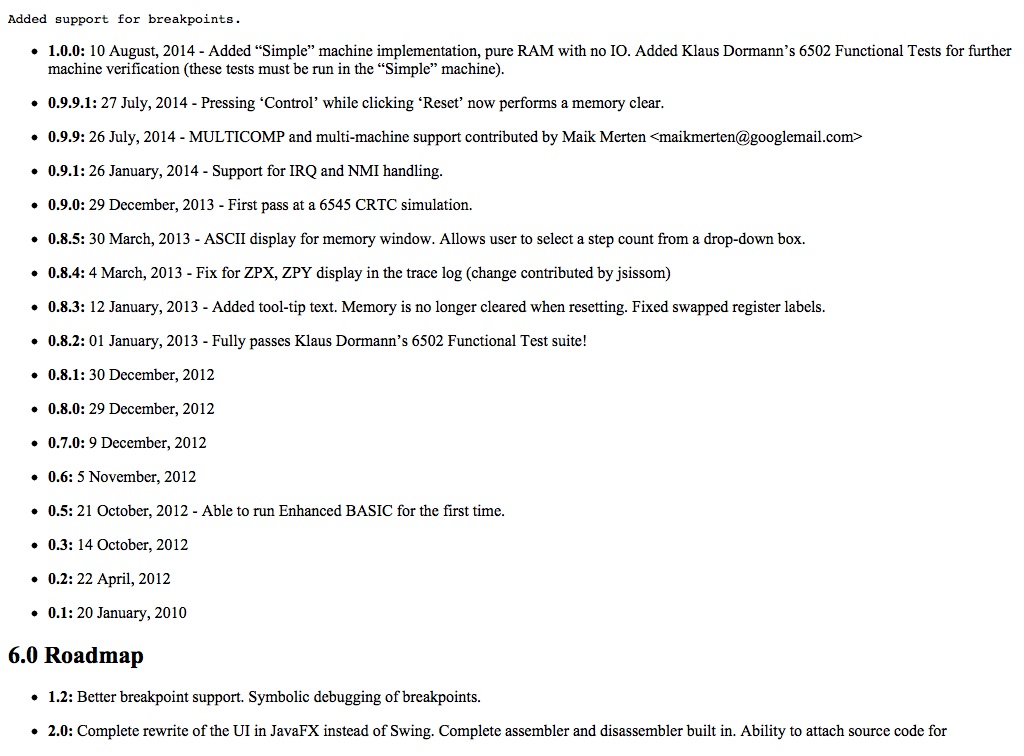 Added support for breakpoints.
• 1.0.0: 10 August, 2014 - Added “Simple” machine implementation, pure RAM with no IO. Added Klaus Dormann’s 6502 Functional Tests for further
machine verification (these tests must be run in the “Simple” machine).
• 0.9.9.1: 27 July, 2014 - Pressing ‘Control’ while clicking ‘Reset’ now performs a memory clear.
• 0.9.9: 26 July, 2014 - MULTICOMP and multi-machine support contributed by Maik Merten <maikmerten@googlemail.com>
• 0.9.1: 26 January, 2014 - Support for IRQ and NMI handling.
• 0.9.0: 29 December, 2013 - First pass at a 6545 CRTC simulation.
• 0.8.5: 30 March, 2013 - ASCII display for memory window. Allows user to select a step count from a drop-down box.
• 0.8.4: 4 March, 2013 - Fix for ZPX, ZPY display in the trace log (change contributed by jsissom)
• 0.8.3: 12 January, 2013 - Added tool-tip text. Memory is no longer cleared when resetting. Fixed swapped register labels.
• 0.8.2: 01 January, 2013 - Fully passes Klaus Dormann’s 6502 Functional Test suite!
• 0.8.1: 30 December, 2012
• 0.8.0: 29 December, 2012
• 0.7.0: 9 December, 2012
• 0.6: 5 November, 2012
• 0.5: 21 October, 2012 - Able to run Enhanced BASIC for the first time.
• 0.3: 14 October, 2012
• 0.2: 22 April, 2012
• 0.1: 20 January, 2010
6.0 Roadmap
• 1.2: Better breakpoint support. Symbolic debugging of breakpoints.
• 2.0: Complete rewrite of the UI in JavaFX instead of Swing. Complete assembler and disassembler built in. Ability to attach source code for